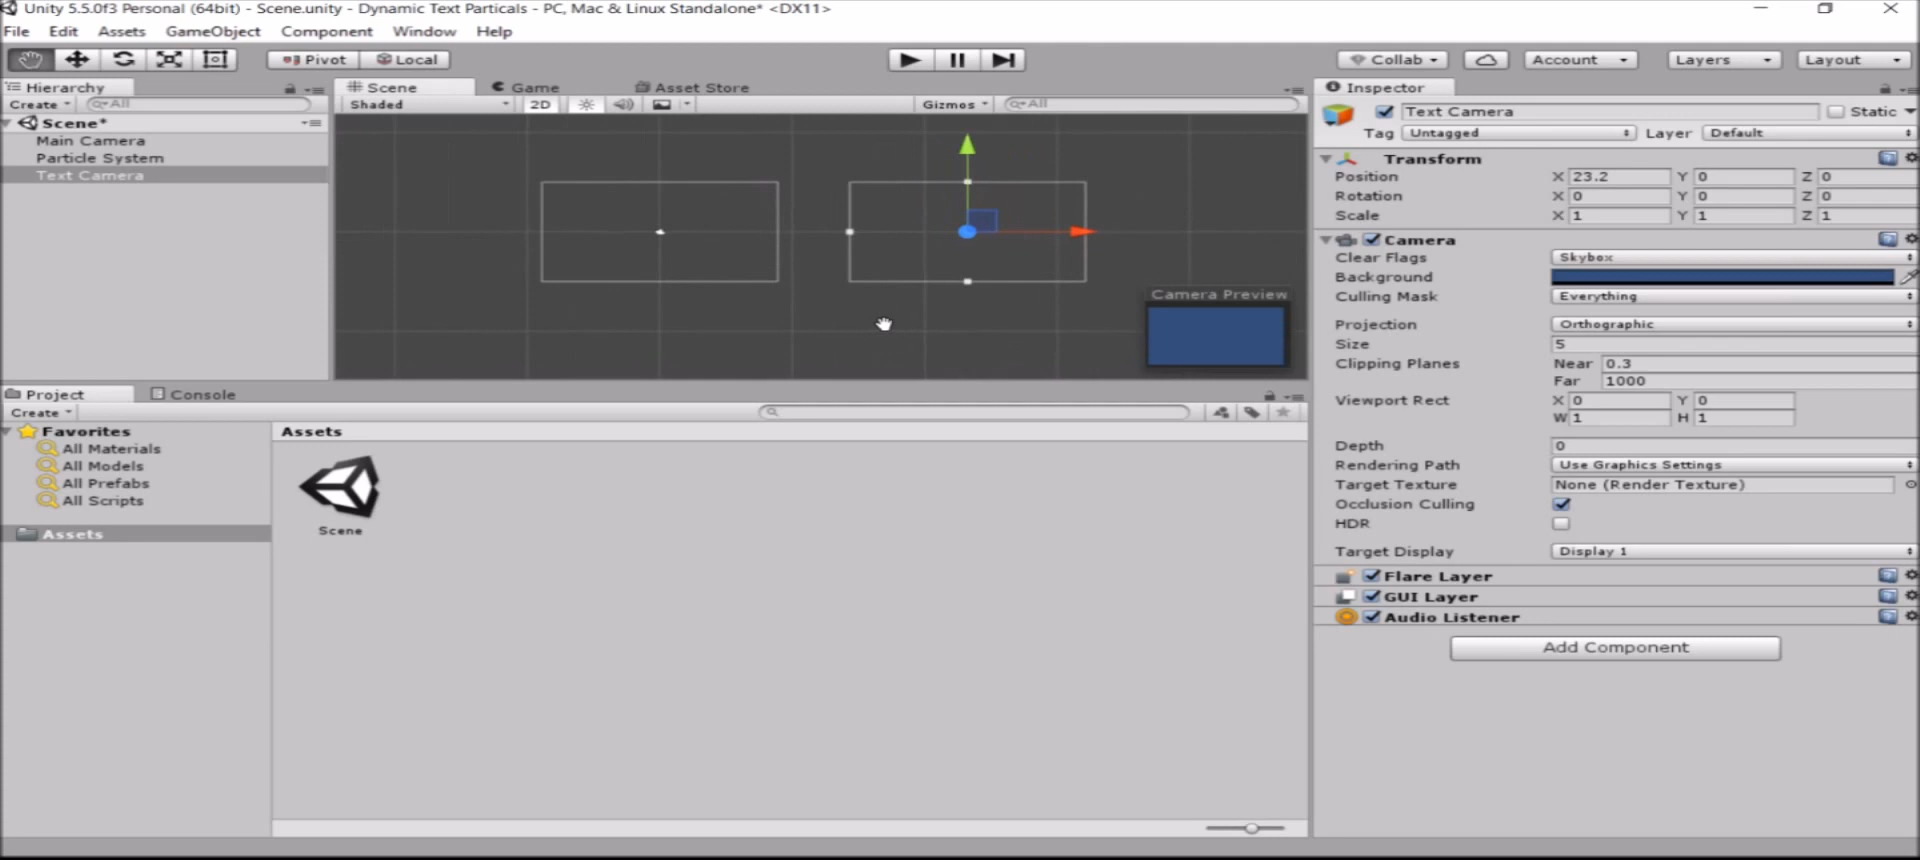 Unity 5.5.0f3 Personal (64bit) - Scene.unity - Dynamic Text Particals - PC, Mac & Linux Standalone* <DX11>
File Edit Assets GameObject Component Window Help
Pivot Local Collab Account Layers Layout
Hierarchy
Create All
Scene*
Main Camera
Particle System
Text Camera
Scene Game Asset Store
Shaded 2D Gizmos All
Camera Preview
Project Console
Create
Favorites
All Materials
All Models
All Prefabs
All Scripts
Assets
Assets
Scene
Inspector
Text Camera Static
Tag Untagged Layer Default
Transform
Position X 23.2 Y 0 Z 0
Rotation X 0 Y 0 Z 0
Scale X 1 Y 1 Z 1
Camera
Clear Flags Skybox
Background
Culling Mask Everything
Projection Orthographic
Size 5
Clipping Planes Near 0.3
Far 1000
Viewport Rect X 0 Y 0
W 1 H 1
Depth 0
Rendering Path Use Graphics Settings
Target Texture None (Render Texture)
Occlusion Culling
HDR
Target Display Display 1
Flare Layer
GUI Layer
Audio Listener
Add Component